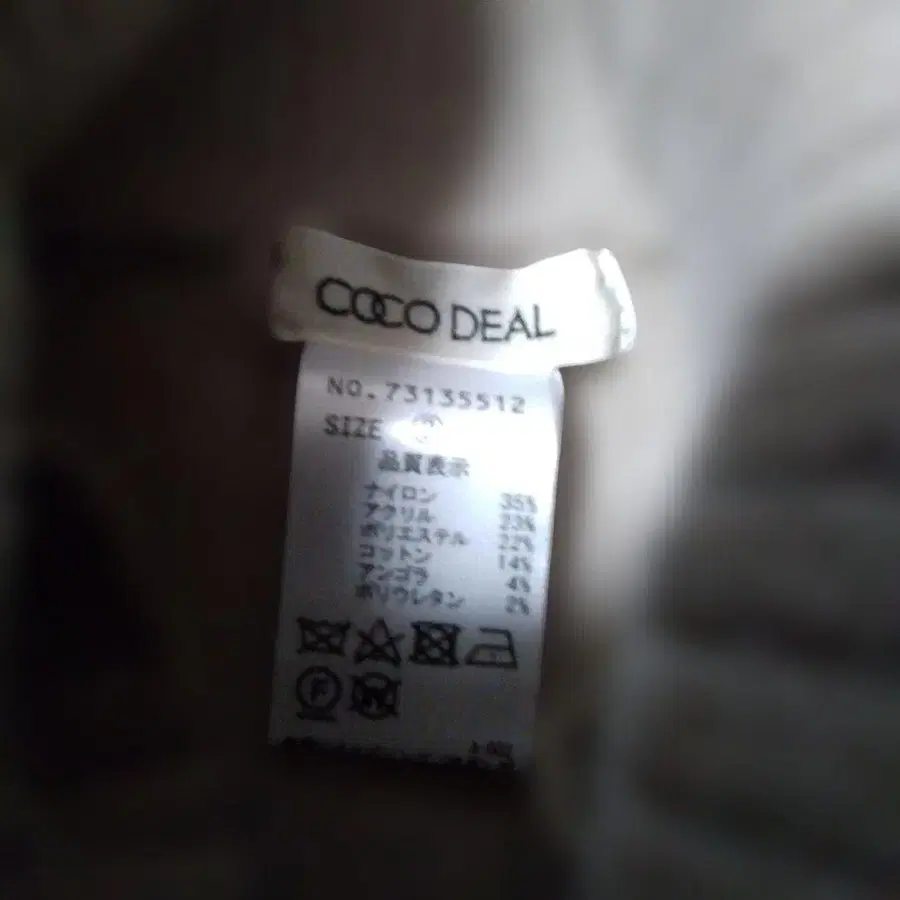 COCO DEAL
NO.73135512
SIZE
品質表示
ナイロン 35%
アクリル 23%
ポリエステル 22%
コットン 14%
アンゴラ 4%
ポリウレタン 2%
F
W